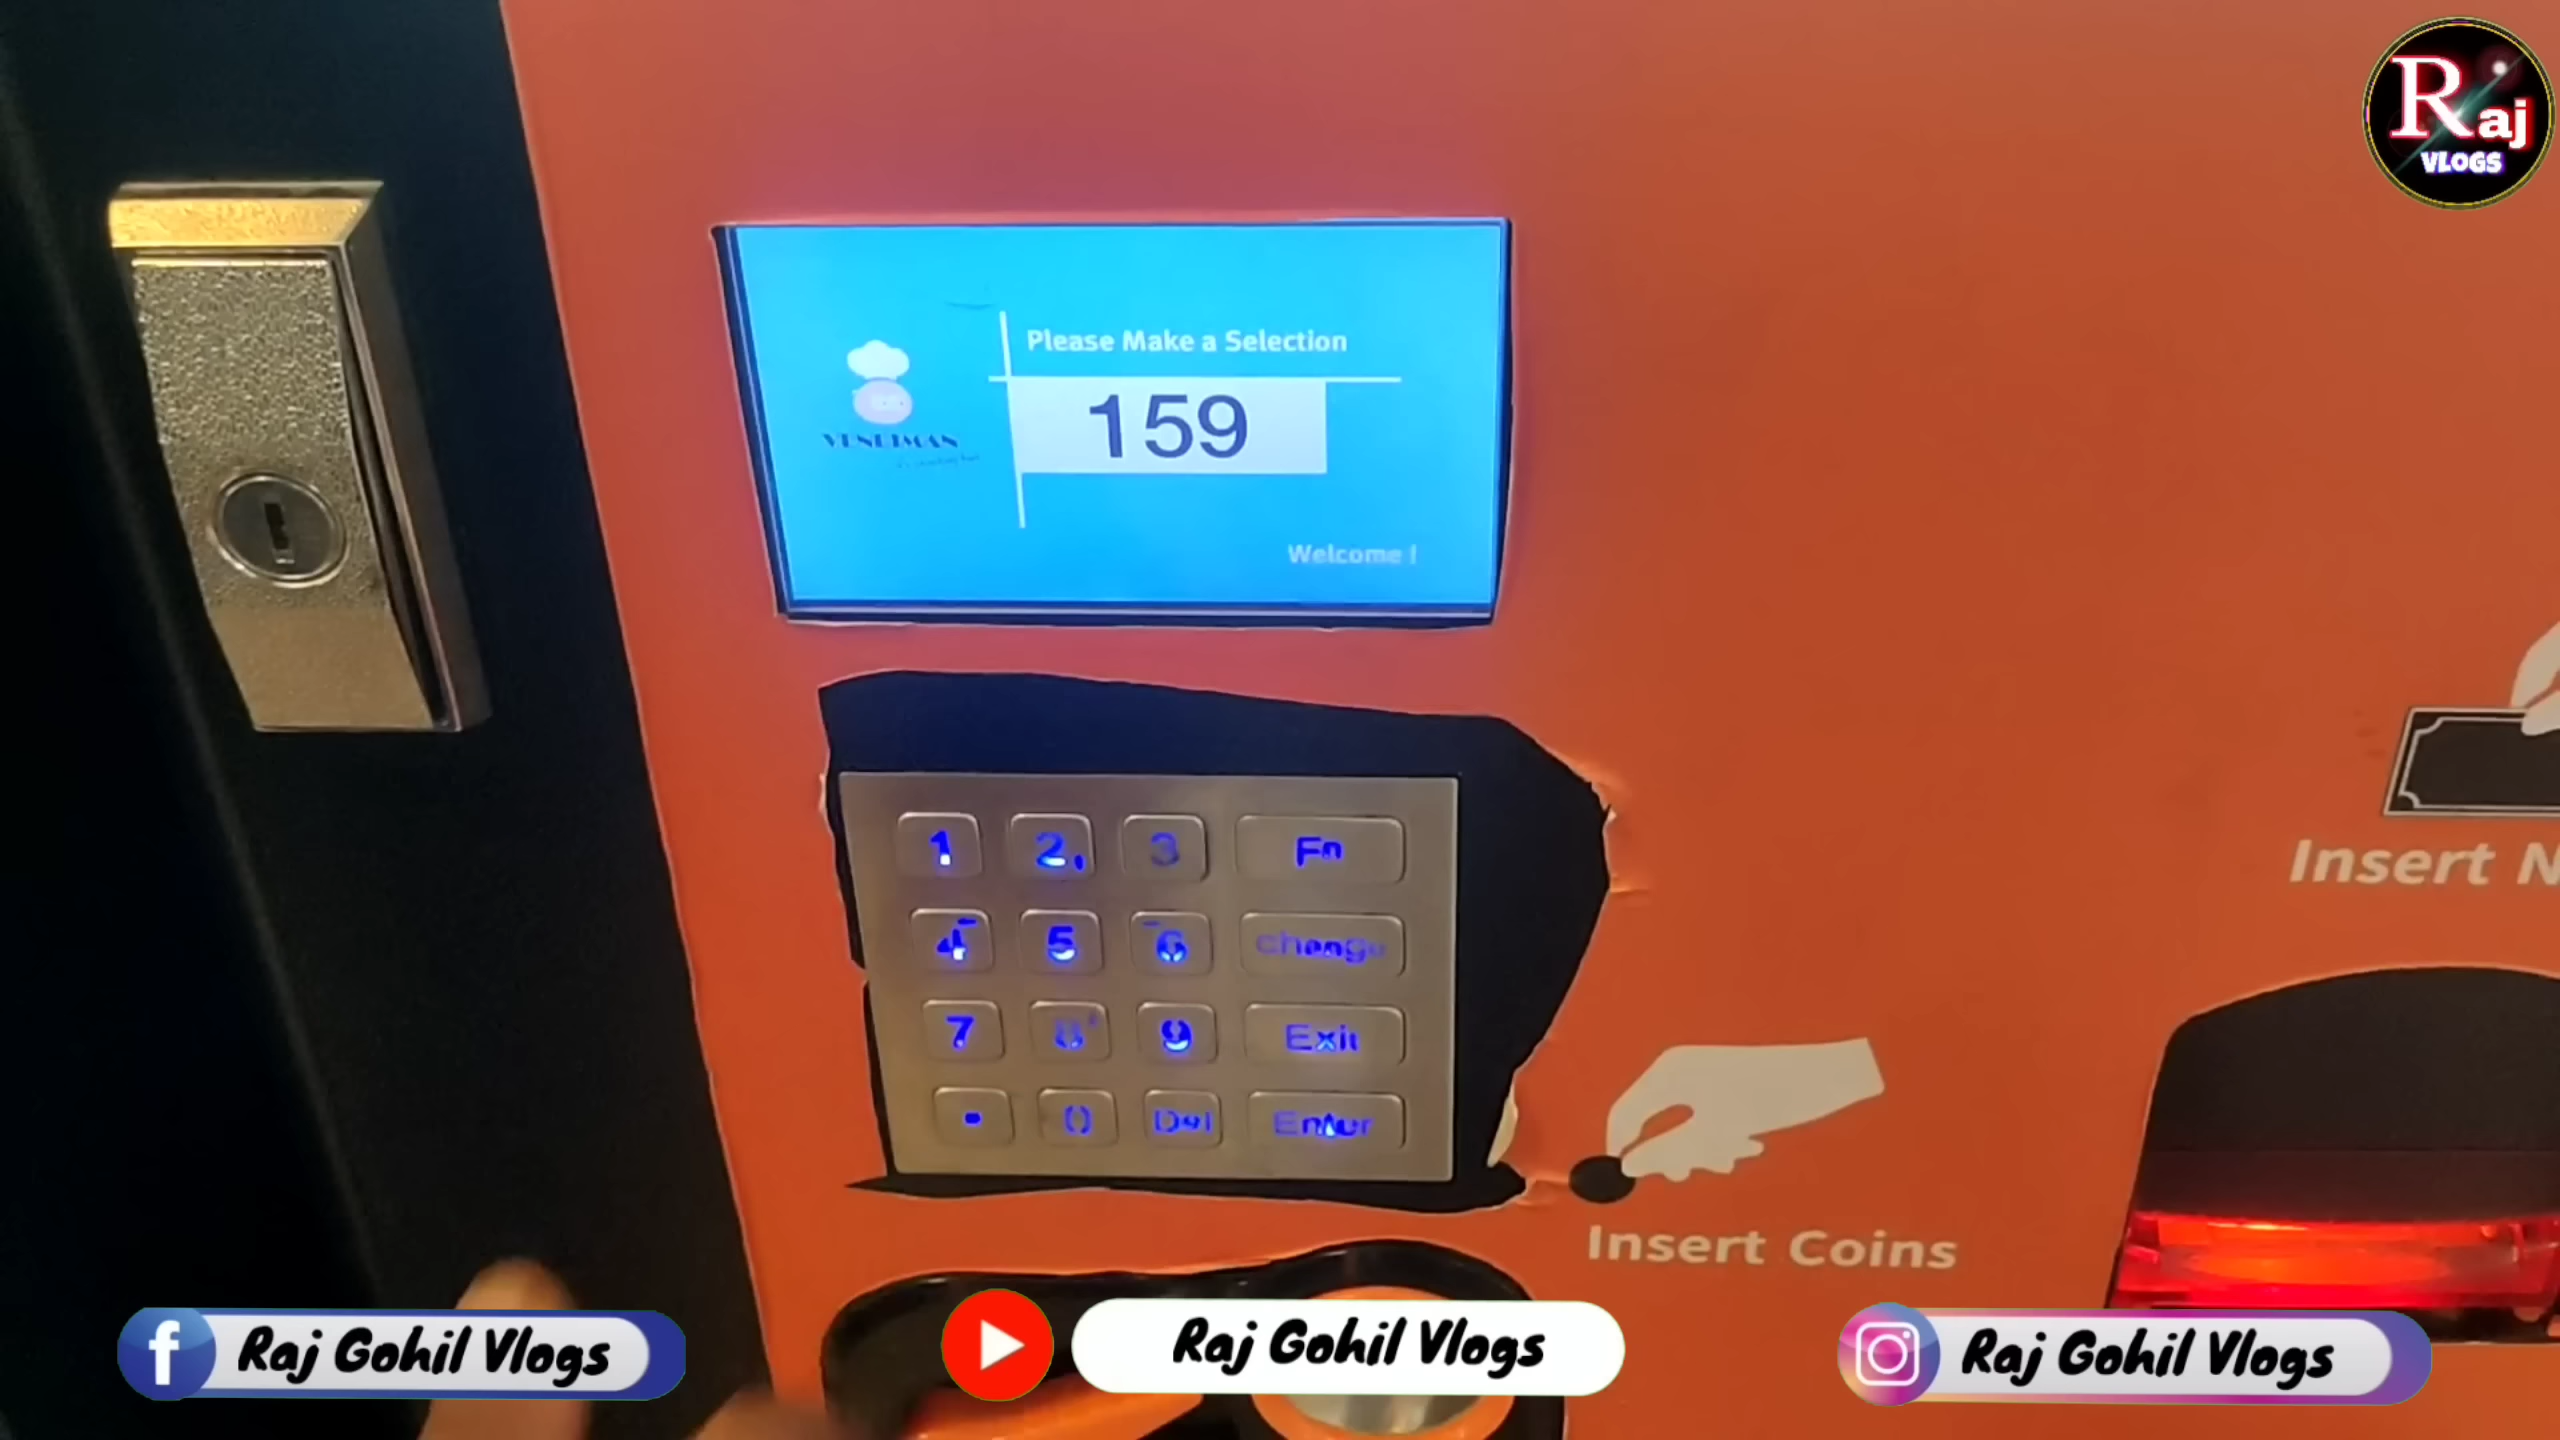 Raj
VLOGS
Please Make a Selection
159
VENDIMAN
Welcome !
1 2 3 Fn
4 5 6 Change
7 8 9 Exit
. 0 Del Enter
Insert N
Insert Coins
Raj Gohil Vlogs
Raj Gohil Vlogs
Raj Gohil Vlogs